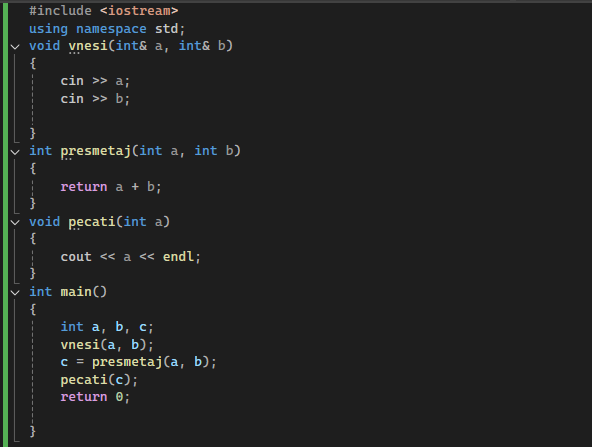 #include <iostream>
using namespace std;
void vnesi(int& a, int& b)
{
    cin >> a;
    cin >> b;

}
int presmetaj(int a, int b)
{
    return a + b;
}
void pecati(int a)
{
    cout << a << endl;
}
int main()
{
    int a, b, c;
    vnesi(a, b);
    c = presmetaj(a, b);
    pecati(c);
    return 0;

}